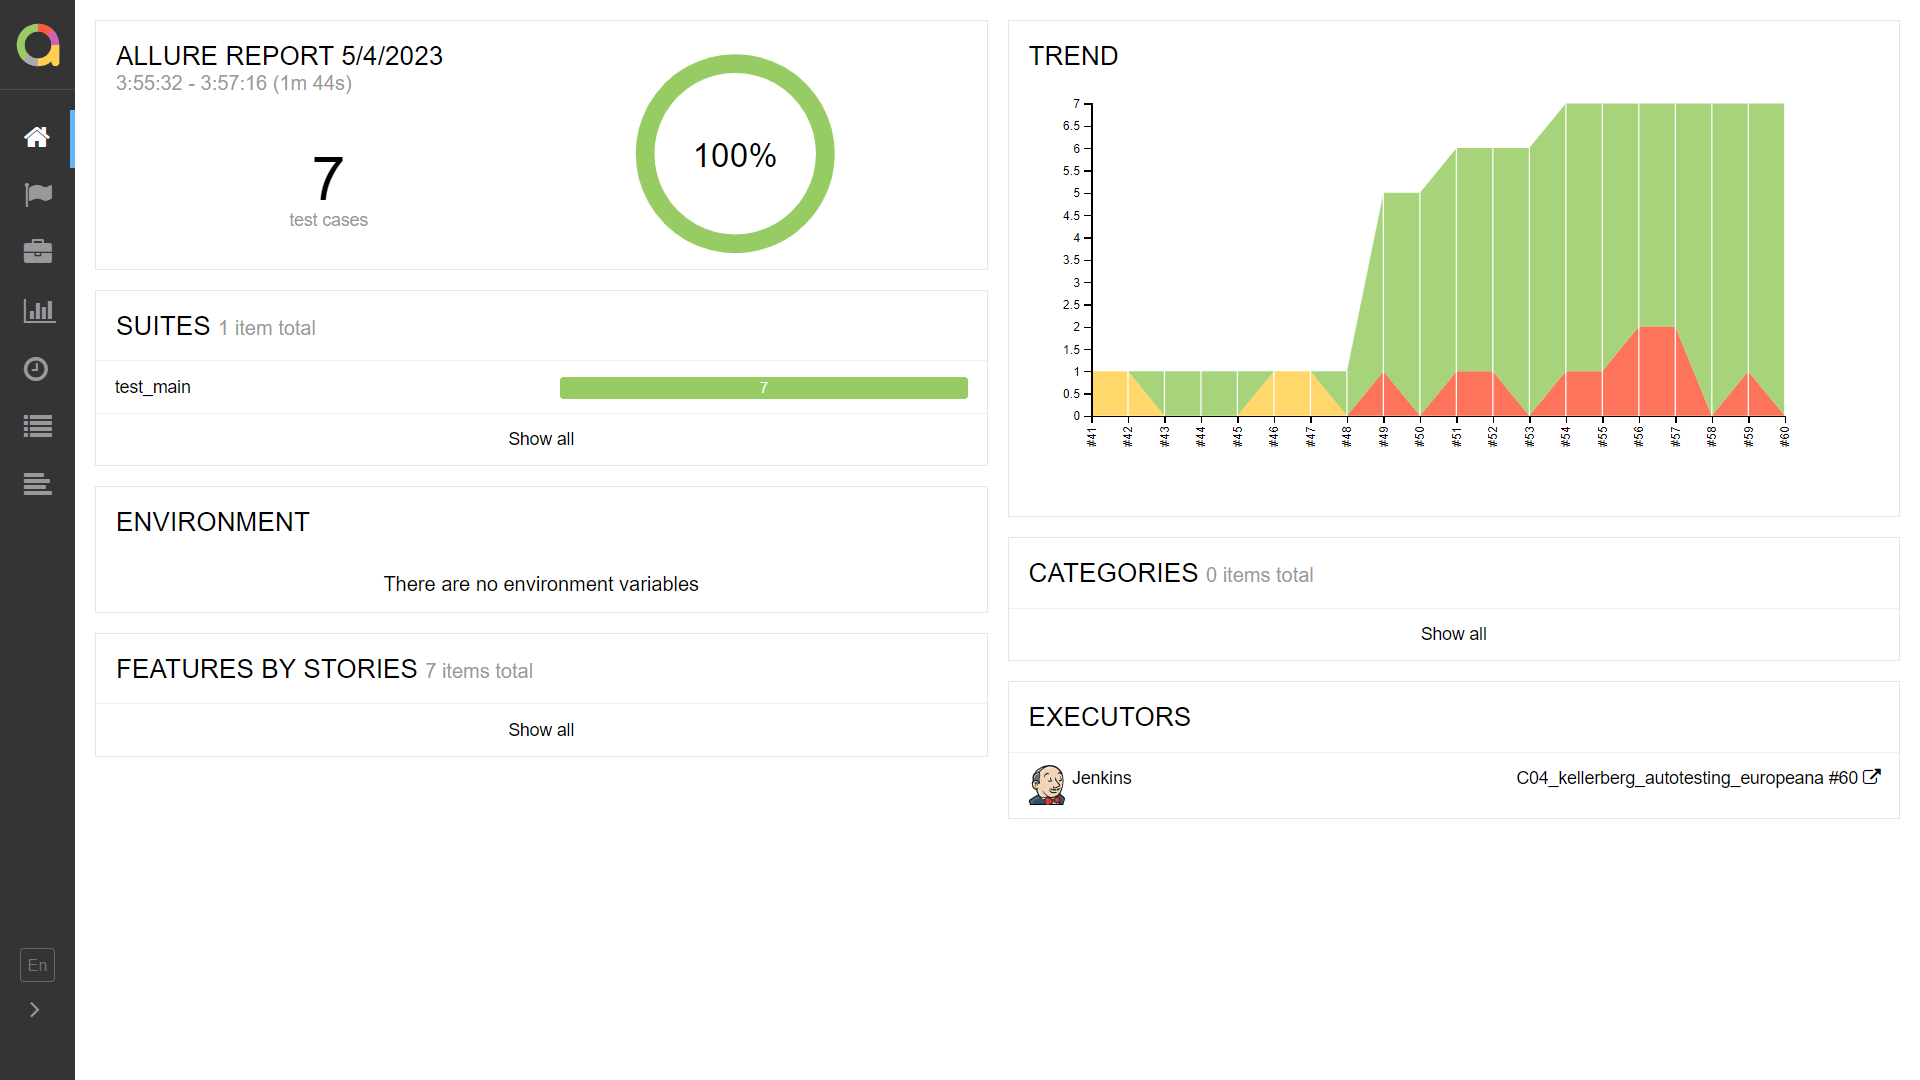 ALLURE REPORT 5/4/2023
3:55:32 - 3:57:16 (1m 44s)
7
test cases
100%
SUITES 1 item total
test_main 7
Show all
ENVIRONMENT
There are no environment variables
FEATURES BY STORIES 7 items total
Show all
TREND
7
6.5
6
5.5
5
4.5
4
3.5
3
2.5
2
1.5
1
0.5
0
#41 #42 #43 #44 #45 #46 #47 #48 #49 #50 #51 #52 #53 #54 #55 #56 #57 #58 #59 #60
CATEGORIES 0 items total
Show all
EXECUTORS
Jenkins C04_kellerberg_autotesting_europeana #60
En